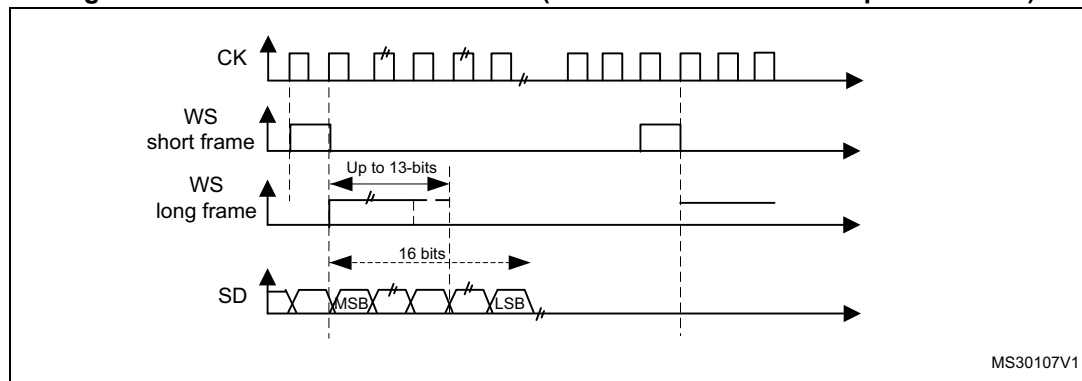 CK
WS
short frame
WS
long frame
Up to 13-bits
16 bits
SD
MSB
LSB
MS30107V1